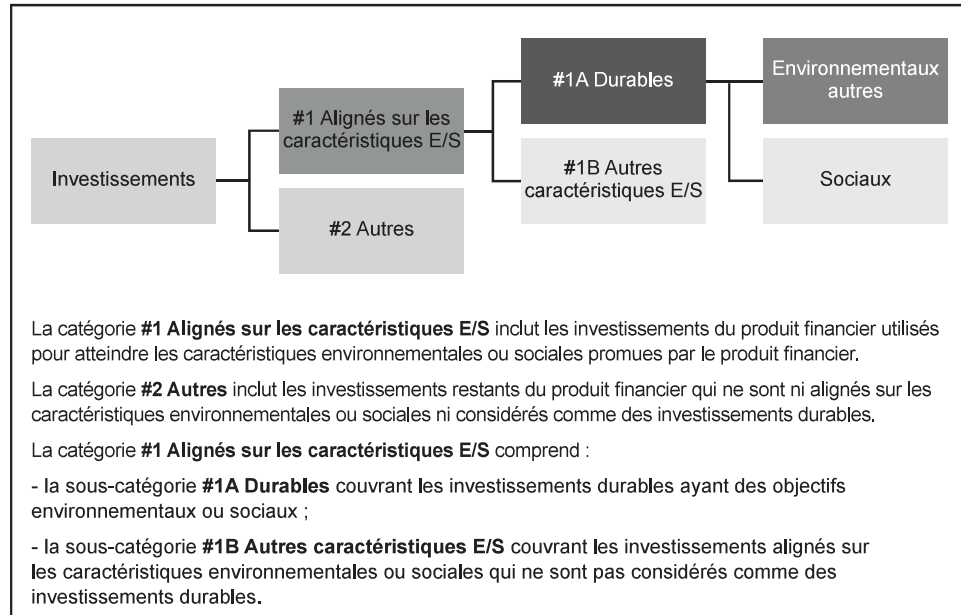 #1A Durables
Environnementaux
autres
#1 Alignés sur les
caractéristiques E/S
Investissements
#1B Autres
caractéristiques E/S
Sociaux
#2 Autres
La catégorie #1 Alignés sur les caractéristiques E/S inclut les investissements du produit financier utilisés
pour atteindre les caractéristiques environnementales ou sociales promues par le produit financier.
La catégorie #2 Autres inclut les investissements restants du produit financier qui ne sont ni alignés sur les
caractéristiques environnementales ou sociales ni considérés comme des investissements durables.
La catégorie #1 Alignés sur les caractéristiques E/S comprend :
- la sous-catégorie #1A Durables couvrant les investissements durables ayant des objectifs
environnementaux ou sociaux ;
- la sous-catégorie #1B Autres caractéristiques E/S couvrant les investissements alignés sur
les caractéristiques environnementales ou sociales qui ne sont pas considérés comme des
investissements durables.